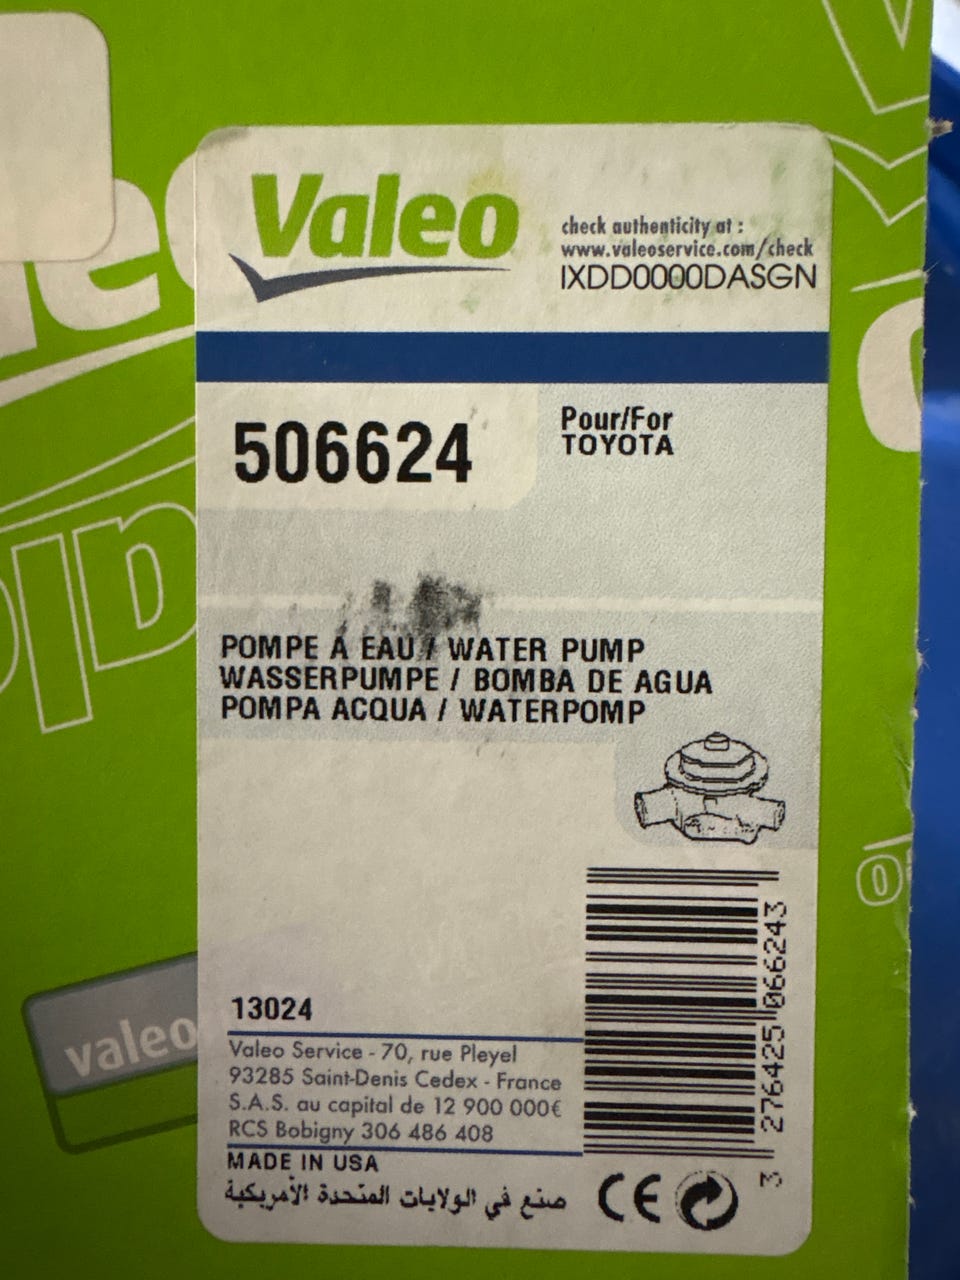 Valeo
check authenticity at :
www.valeoservice.com/check
IXDD0000DASGN
506624
Pour/For
TOYOTA
POMPE A EAU / WATER PUMP
WASSERPUMPE / BOMBA DE AGUA
POMPA ACQUA / WATERPOMP
13024
Valeo Service - 70, rue Pleyel
93285 Saint-Denis Cedex - France
S.A.S. au capital de 12 900 000€
RCS Bobigny 306 486 408
MADE IN USA
صنع في الولايات المتحدة الأمريكية
CE
3 276425 066243
valeo